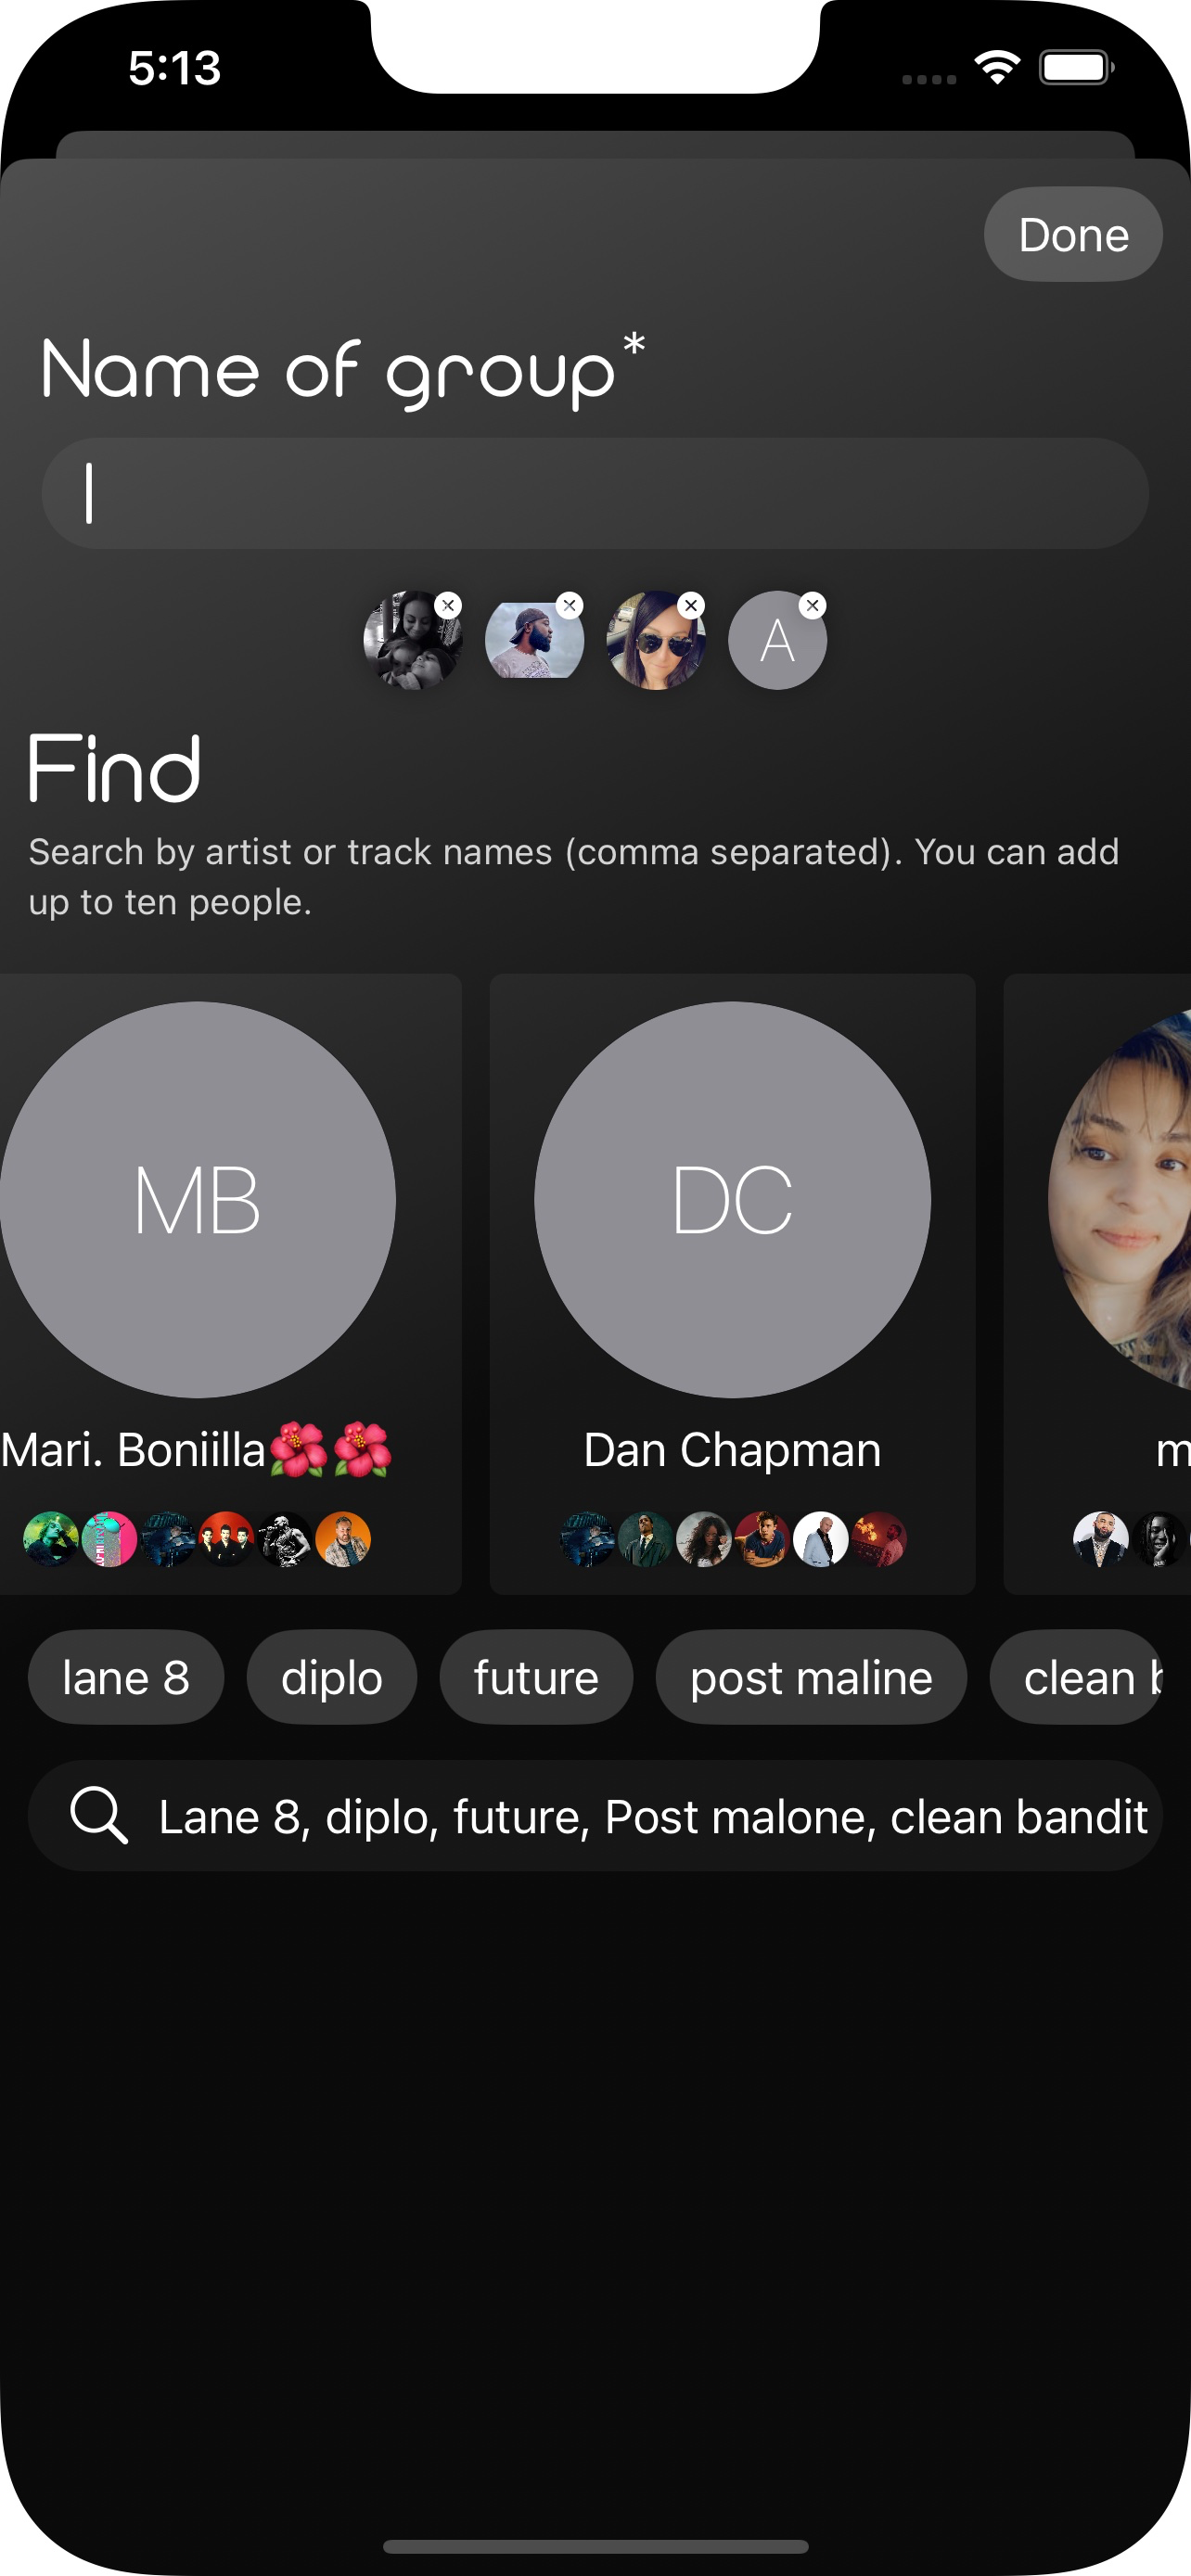 5:13
Done
Name of group*
A
Find
Search by artist or track names (comma separated). You can add
up to ten people.
MB
DC
Mari. Boniilla🌺🌺
Dan Chapman
m
lane 8
diplo
future
post maline
clean b
Lane 8, diplo, future, Post malone, clean bandit